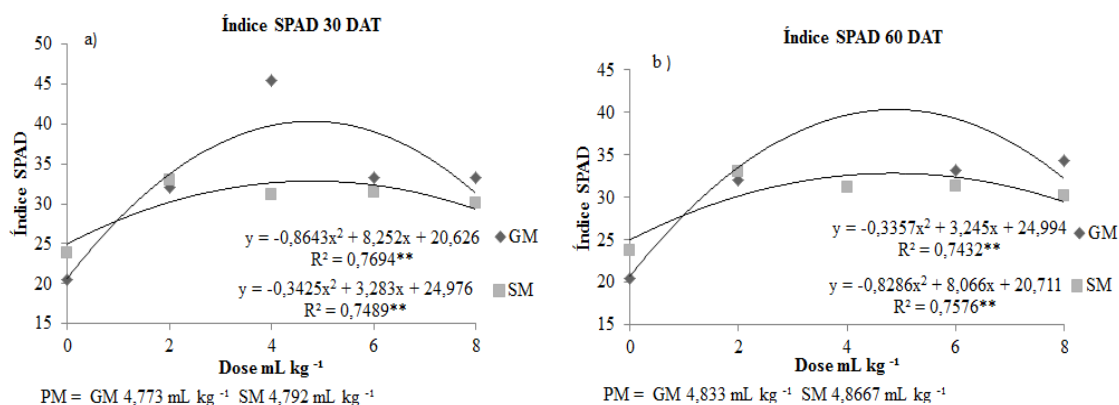 Índice SPAD 30 DAT
a)
50
45
40
35
30
25
20
15
Índice SPAD
y = -0,8643x² + 8,252x + 20,626
R² = 0,7694**
GM
y = -0,3425x² + 3,283x + 24,976
R² = 0,7489**
SM
0 2 4 6 8
Dose mL kg ⁻¹
PM = GM 4,773 mL kg ⁻¹ SM 4,792 mL kg ⁻¹
Índice SPAD 60 DAT
b )
45
40
35
30
25
20
15
Índice SPAD
y = -0,3357x² + 3,245x + 24,994
R² = 0,7432**
GM
y = -0,8286x² + 8,066x + 20,711
R² = 0,7576**
SM
0 2 4 6 8
Dose mL kg ⁻¹
PM = GM 4,833 mL kg ⁻¹ SM 4,8667 mL kg ⁻¹